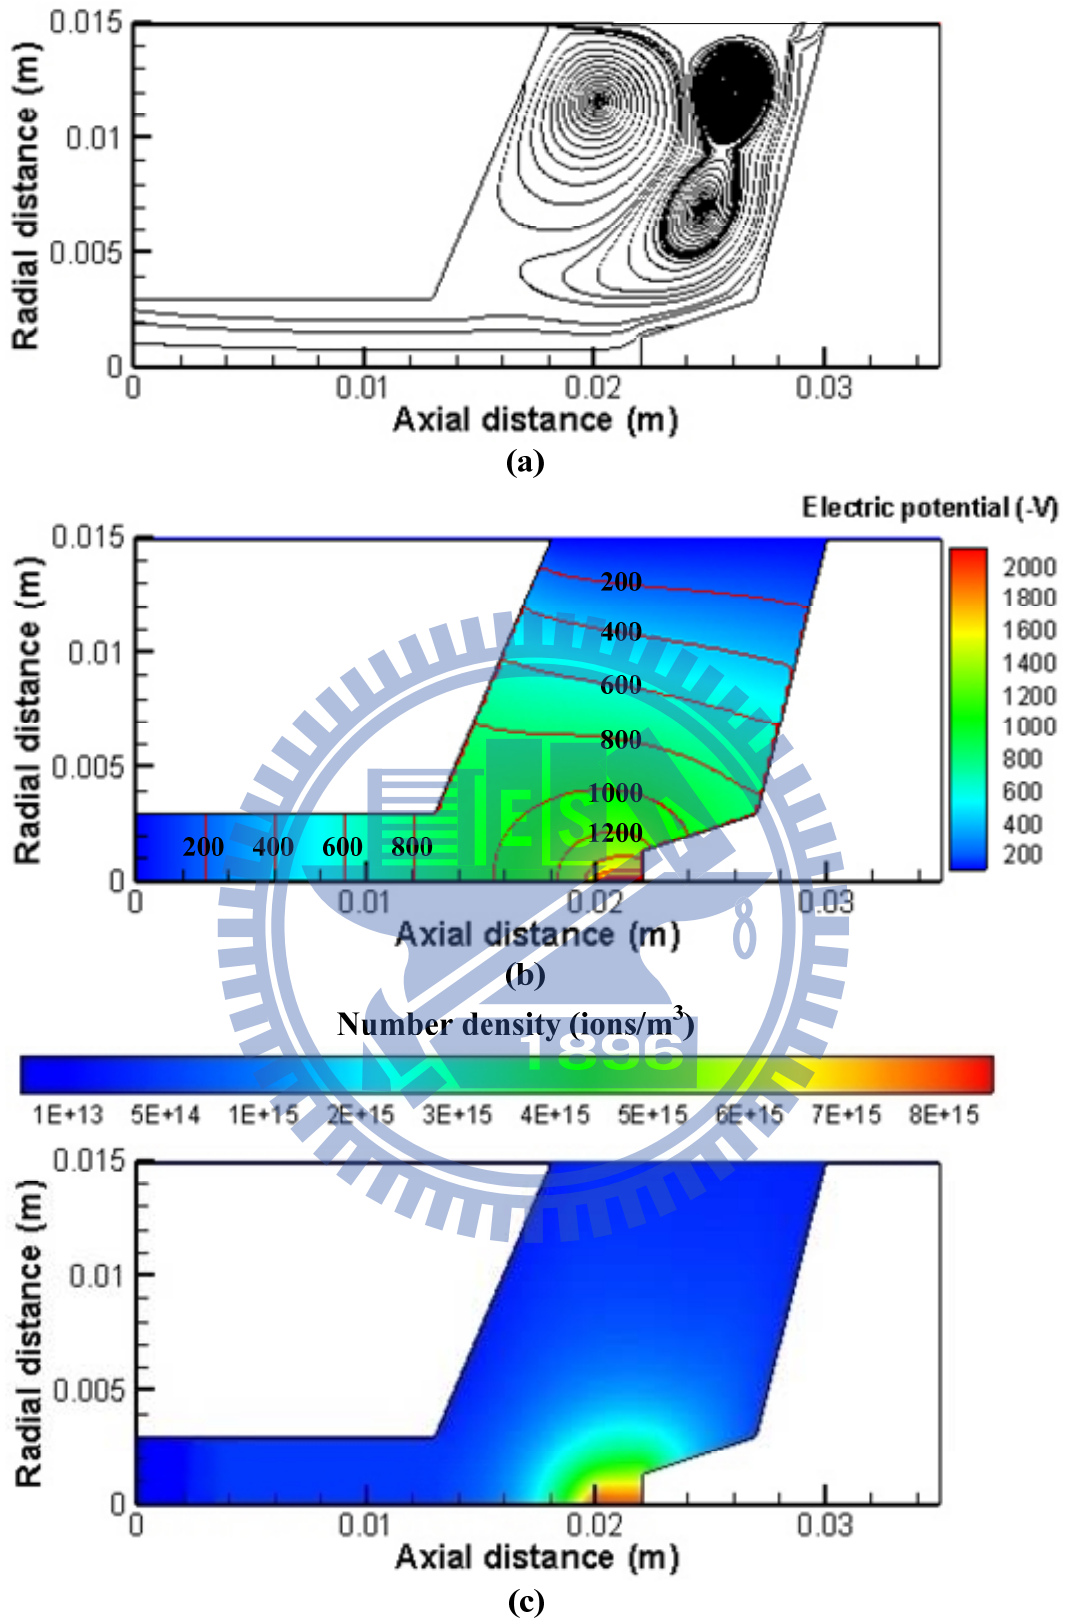 0.015
0.01
0.005
0
Radial distance (m)
0 0.01 0.02 0.03
Axial distance (m)
(a)
Electric potential (-V)
0.015
0.01
0.005
0
Radial distance (m)
200
400
600
800
1000
1200
200 400 600 800
2000
1800
1600
1400
1200
1000
800
600
400
200
0 0.01 0.02 0.03
Axial distance (m)
(b)
ES
8
Number density (ions/m³)
1896
1E+13 5E+14 1E+15 2E+15 3E+15 4E+15 5E+15 6E+15 7E+15 8E+15
0.015
0.01
0.005
0
Radial distance (m)
0 0.01 0.02 0.03
Axial distance (m)
(c)